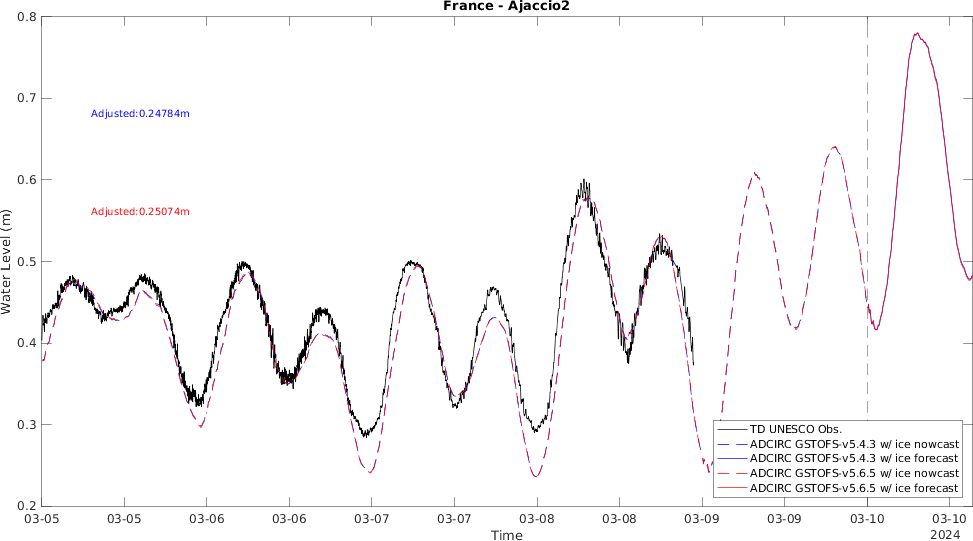 France - Ajaccio2
0.8
0.7
0.6
0.5
0.4
0.3
0.2
Water Level (m)
Adjusted:0.24784m
Adjusted:0.25074m
TD UNESCO Obs.
ADCIRC GSTOFS-v5.4.3 w/ ice nowcast
ADCIRC GSTOFS-v5.4.3 w/ ice forecast
ADCIRC GSTOFS-v5.6.5 w/ ice nowcast
ADCIRC GSTOFS-v5.6.5 w/ ice forecast
03-05 03-05 03-06 03-06 03-07 03-07 03-08 03-08 03-09 03-09 03-10 03-10
2024
Time